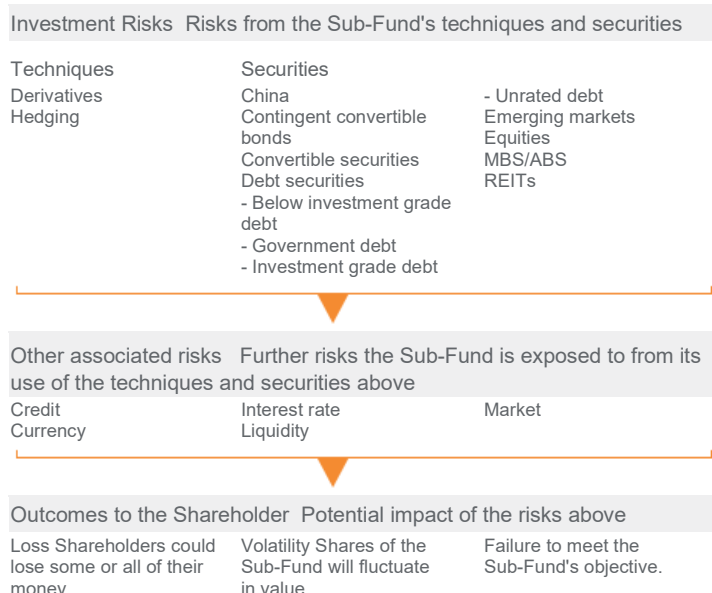 Investment Risks Risks from the Sub-Fund's techniques and securities
Techniques
Derivatives
Hedging
Securities
China
Contingent convertible
bonds
Convertible securities
Debt securities
- Below investment grade
debt
- Government debt
- Investment grade debt
- Unrated debt
Emerging markets
Equities
MBS/ABS
REITs
Other associated risks Further risks the Sub-Fund is exposed to from its
use of the techniques and securities above
Credit
Currency
Interest rate
Liquidity
Market
Outcomes to the Shareholder Potential impact of the risks above
Loss Shareholders could
lose some or all of their
money
Volatility Shares of the
Sub-Fund will fluctuate
in value
Failure to meet the
Sub-Fund's objective.